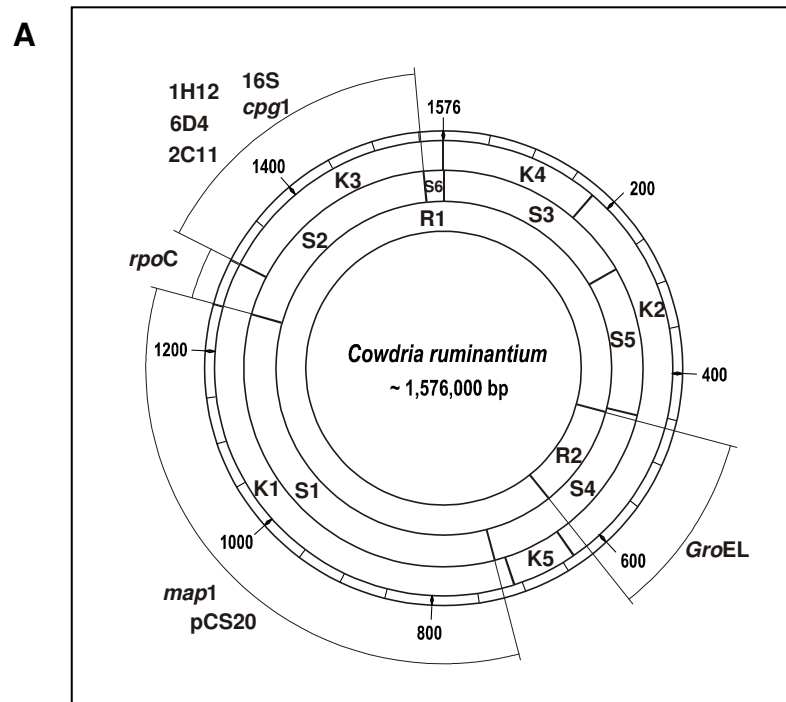 A
1H12
16S
cpg1
6D4
2C11
1576
1400
K3
S6
K4
200
S3
S2
R1
rpoC
K2
S5
1200
Cowdria ruminantium
~ 1,576,000 bp
400
R2
K1
S1
S4
1000
K5
600
GroEL
map1
pCS20
800